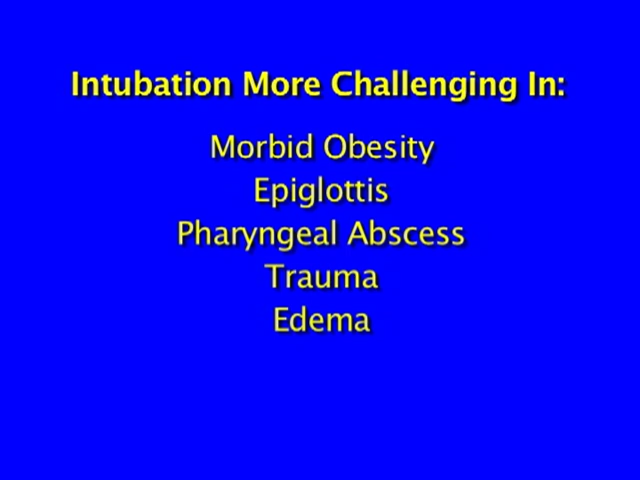 Intubation More Challenging In:
Morbid Obesity
Epiglottis
Pharyngeal Abscess
Trauma
Edema